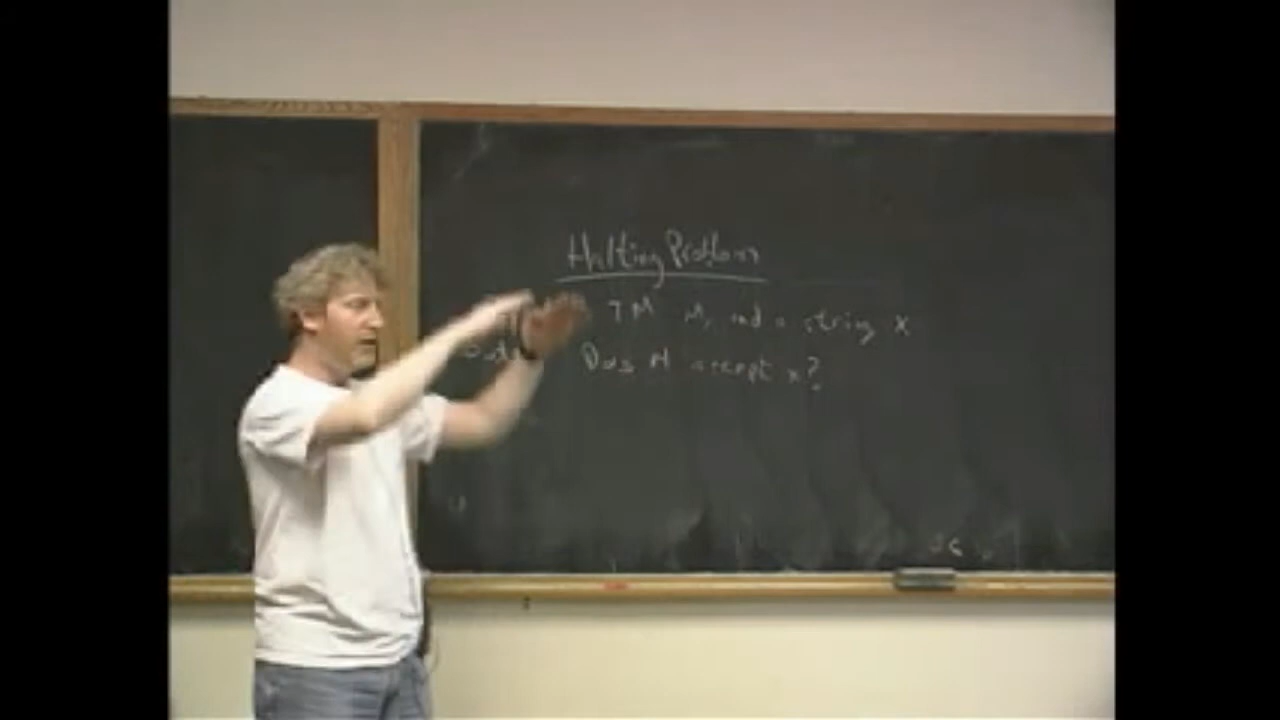 Halting Problem
TM M, and a string x
Does M accept x?